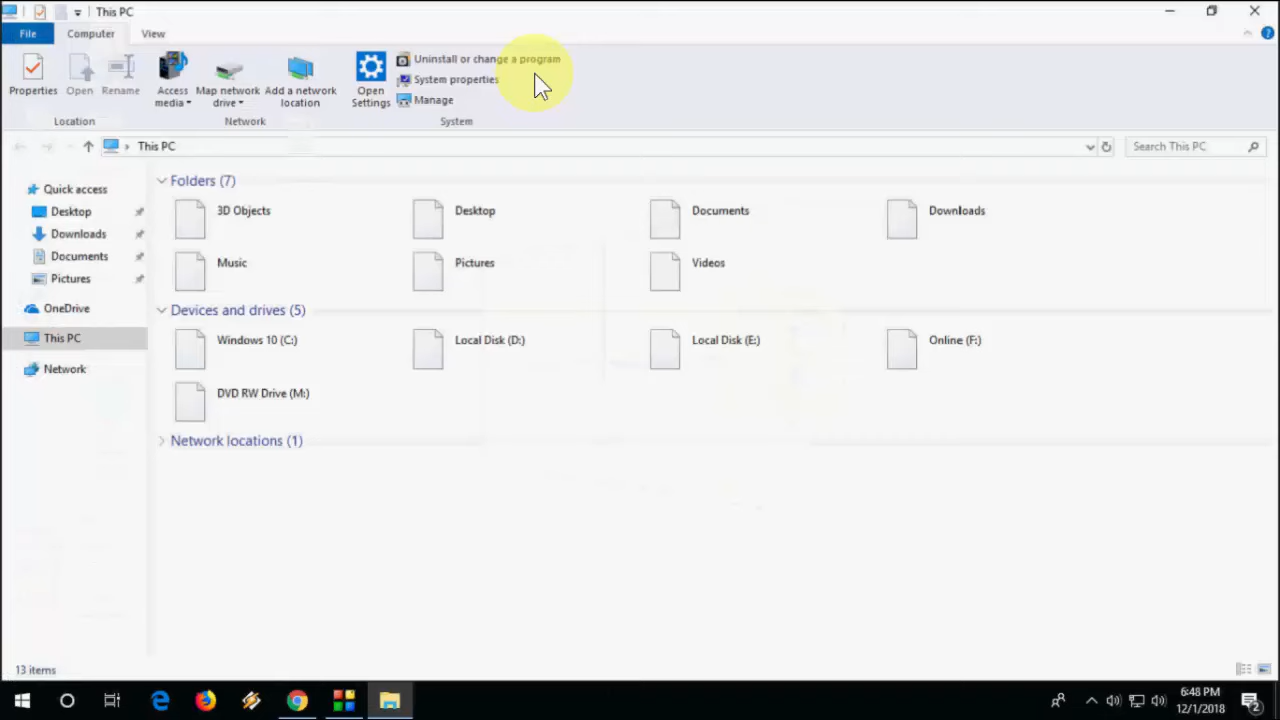 This PC
File Computer View
Properties Open Rename Access media Map network drive Add a network location Open Settings Uninstall or change a program
System properties
Manage
Location Network System
This PC Search This PC
Quick access
Desktop
Downloads
Documents
Pictures
OneDrive
This PC
Network
Folders (7)
3D Objects Desktop Documents Downloads
Music Pictures Videos
Devices and drives (5)
Windows 10 (C:) Local Disk (D:) Local Disk (E:) Online (F:)
DVD RW Drive (M:)
Network locations (1)
13 items
6:48 PM
12/1/2018
2